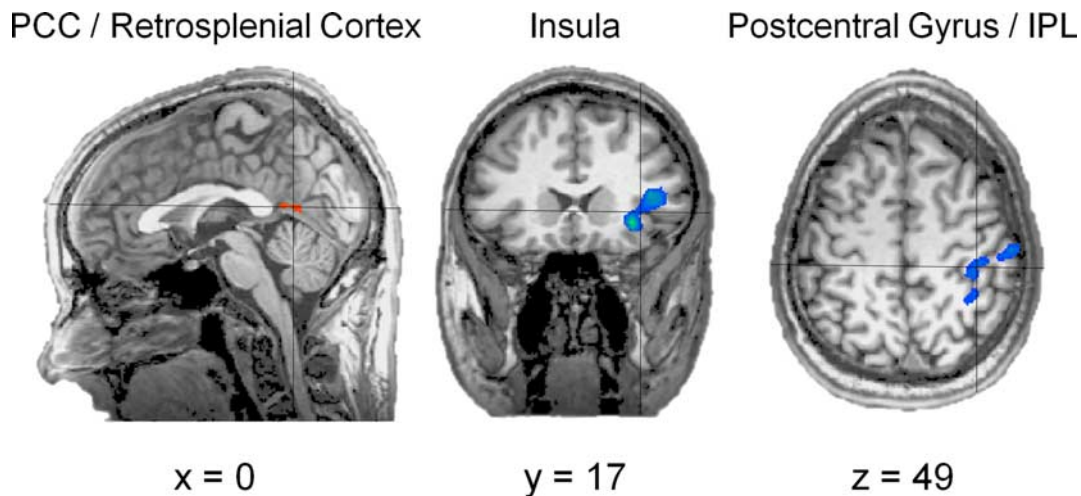 PCC / Retrosplenial Cortex Insula Postcentral Gyrus / IPL
x = 0 y = 17 z = 49